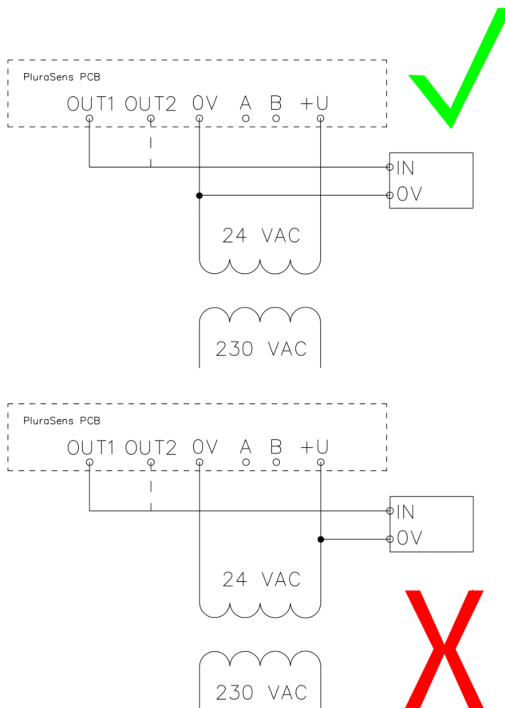 PluraSens PCB
OUT1 OUT2 0V A B +U
IN
0V
24 VAC
230 VAC
PluraSens PCB
OUT1 OUT2 0V A B +U
IN
0V
24 VAC
230 VAC